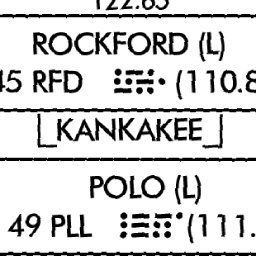 122.65
ROCKFORD (L)
45 RFD (110.8
KANKAKEE
POLO (L)
49 PLL (111.